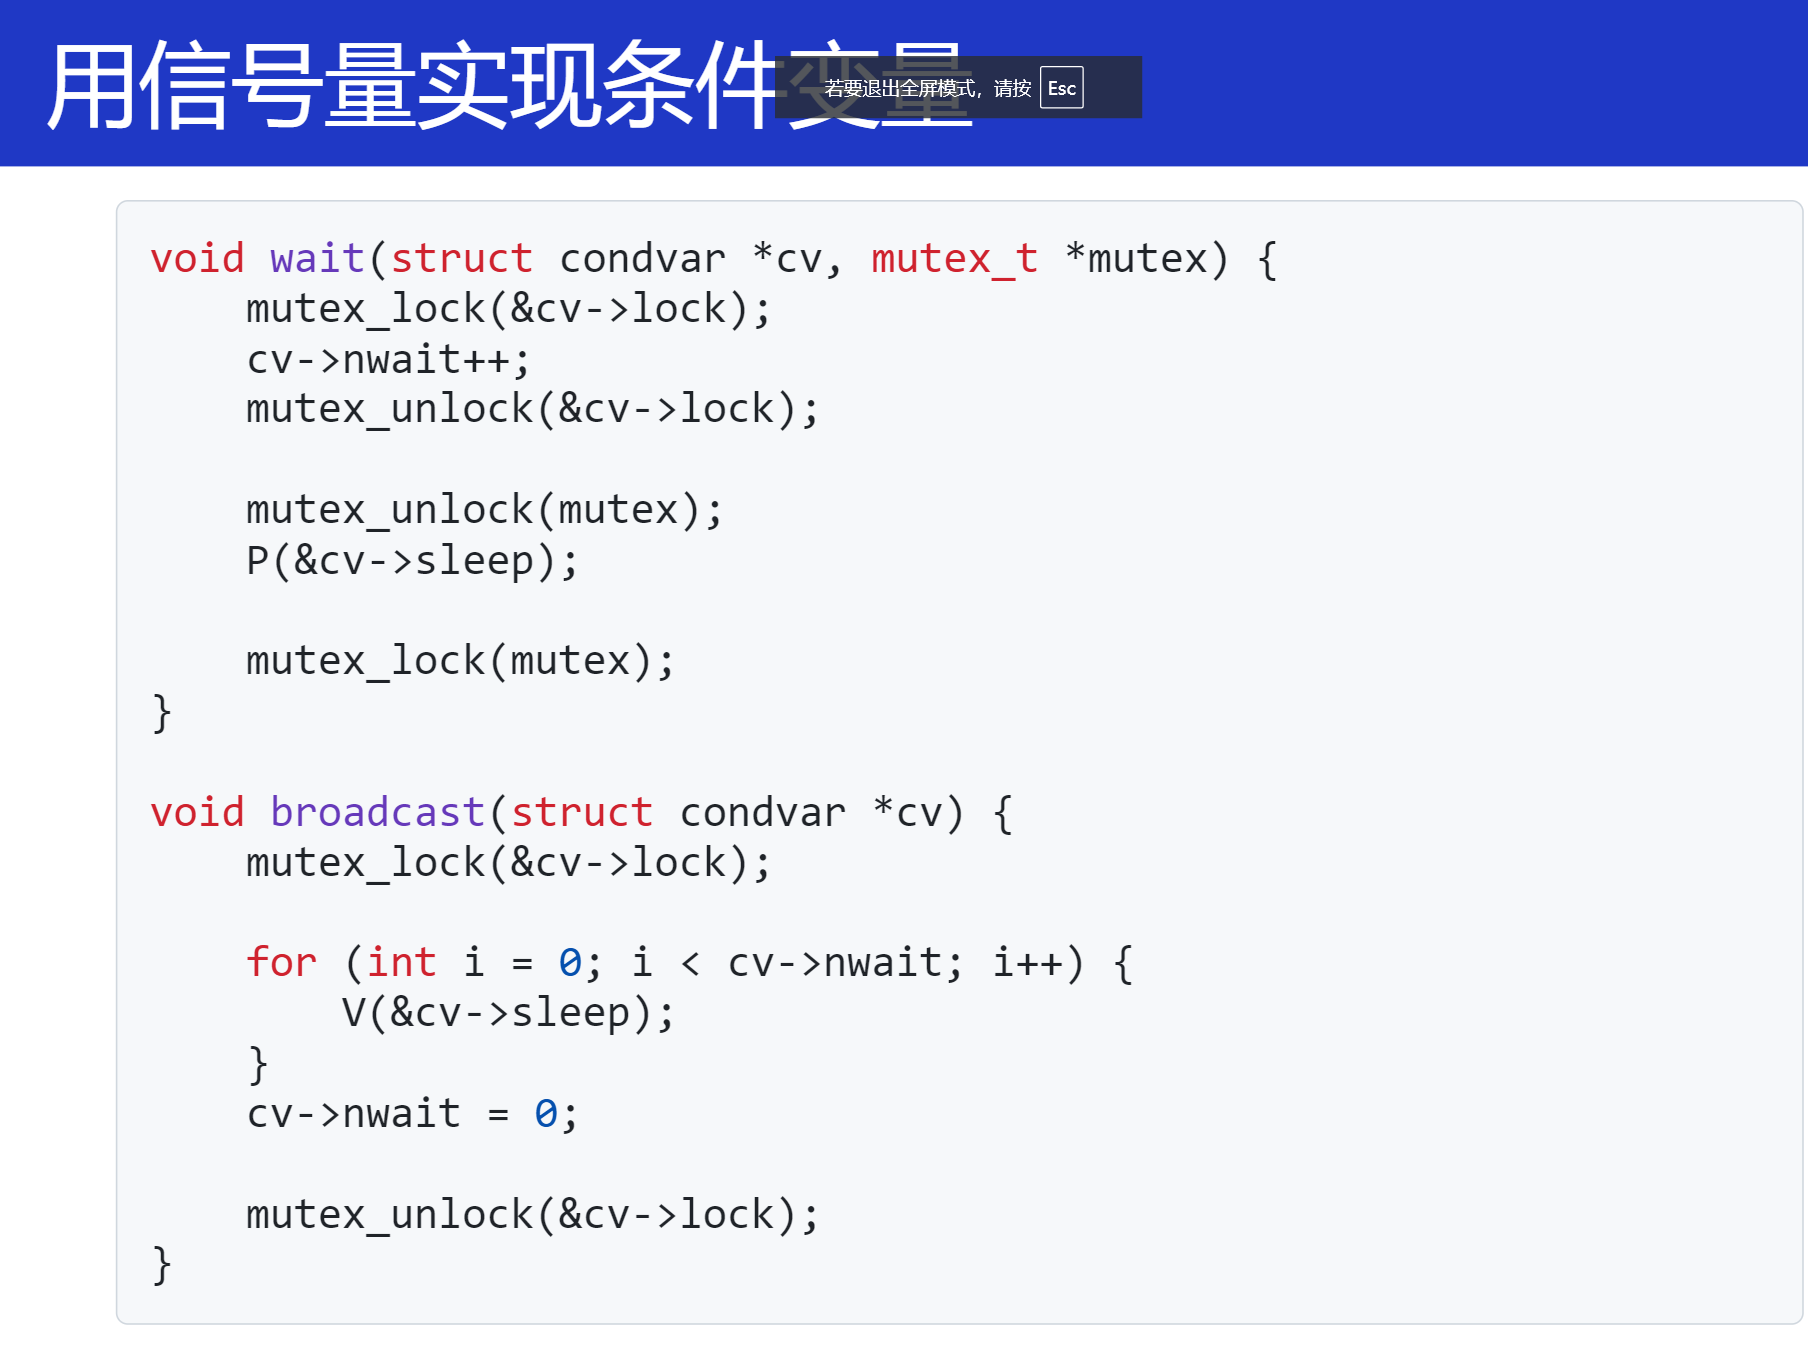 用信号量实现条件变量
若要退出全屏模式，请按 Esc
void wait(struct condvar *cv, mutex_t *mutex) {
    mutex_lock(&cv->lock);
    cv->nwait++;
    mutex_unlock(&cv->lock);

    mutex_unlock(mutex);
    P(&cv->sleep);

    mutex_lock(mutex);
}

void broadcast(struct condvar *cv) {
    mutex_lock(&cv->lock);

    for (int i = 0; i < cv->nwait; i++) {
        V(&cv->sleep);
    }
    cv->nwait = 0;

    mutex_unlock(&cv->lock);
}